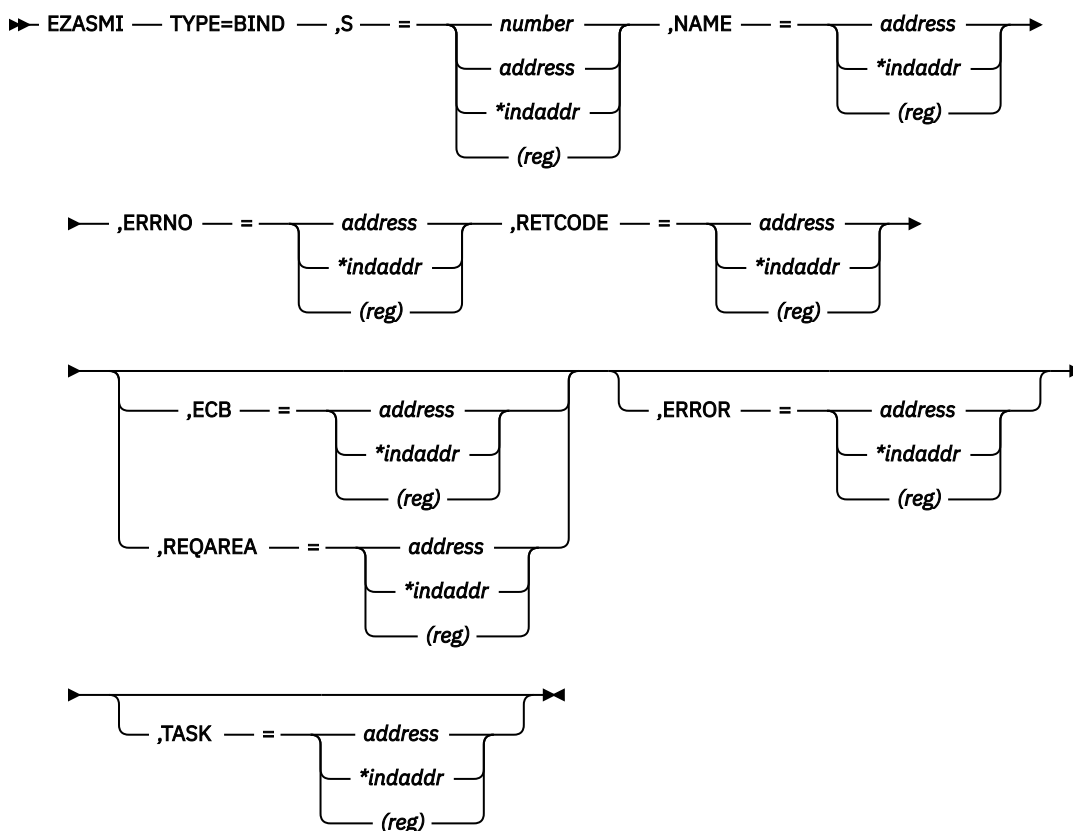 EZASMI TYPE=BIND ,S = number ,NAME = address
address *indaddr
*indaddr (reg)
(reg)
,ERRNO = address ,RETCODE = address
*indaddr *indaddr
(reg) (reg)
,ECB = address ,ERROR = address
*indaddr *indaddr
(reg) (reg)
,REQAREA = address
*indaddr
(reg)
,TASK = address
*indaddr
(reg)